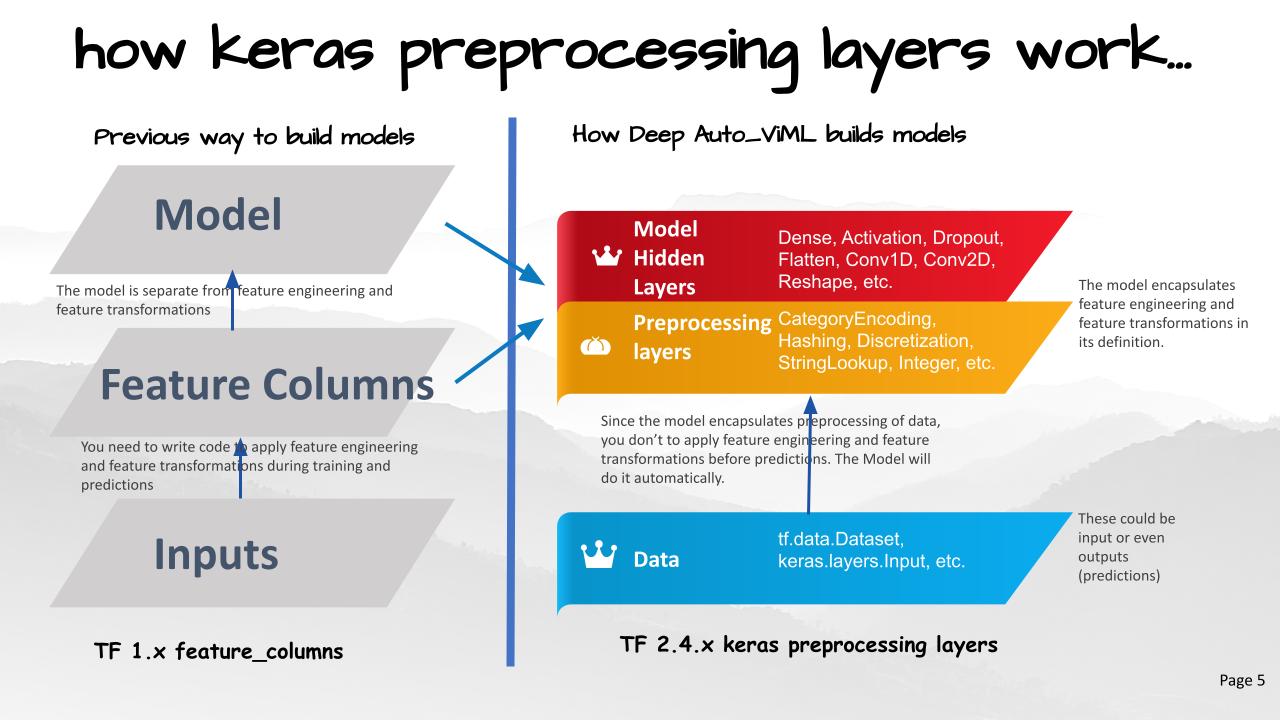 how keras preprocessing layers work...
Previous way to build models
Model
The model is separate from feature engineering and
feature transformations
Feature Columns
You need to write code to apply feature engineering
and feature transformations during training and
predictions
Inputs
TF 1.x feature_columns
How Deep Auto_ViML builds models
Model
Hidden
Layers
Dense, Activation, Dropout,
Flatten, Conv1D, Conv2D,
Reshape, etc.
Preprocessing
layers
CategoryEncoding,
Hashing, Discretization,
StringLookup, Integer, etc.
The model encapsulates
feature engineering and
feature transformations in
its definition.
Since the model encapsulates preprocessing of data,
you don’t to apply feature engineering and feature
transformations before predictions. The Model will
do it automatically.
Data
tf.data.Dataset,
keras.layers.Input, etc.
These could be
input or even
outputs
(predictions)
TF 2.4.x keras preprocessing layers
Page 5